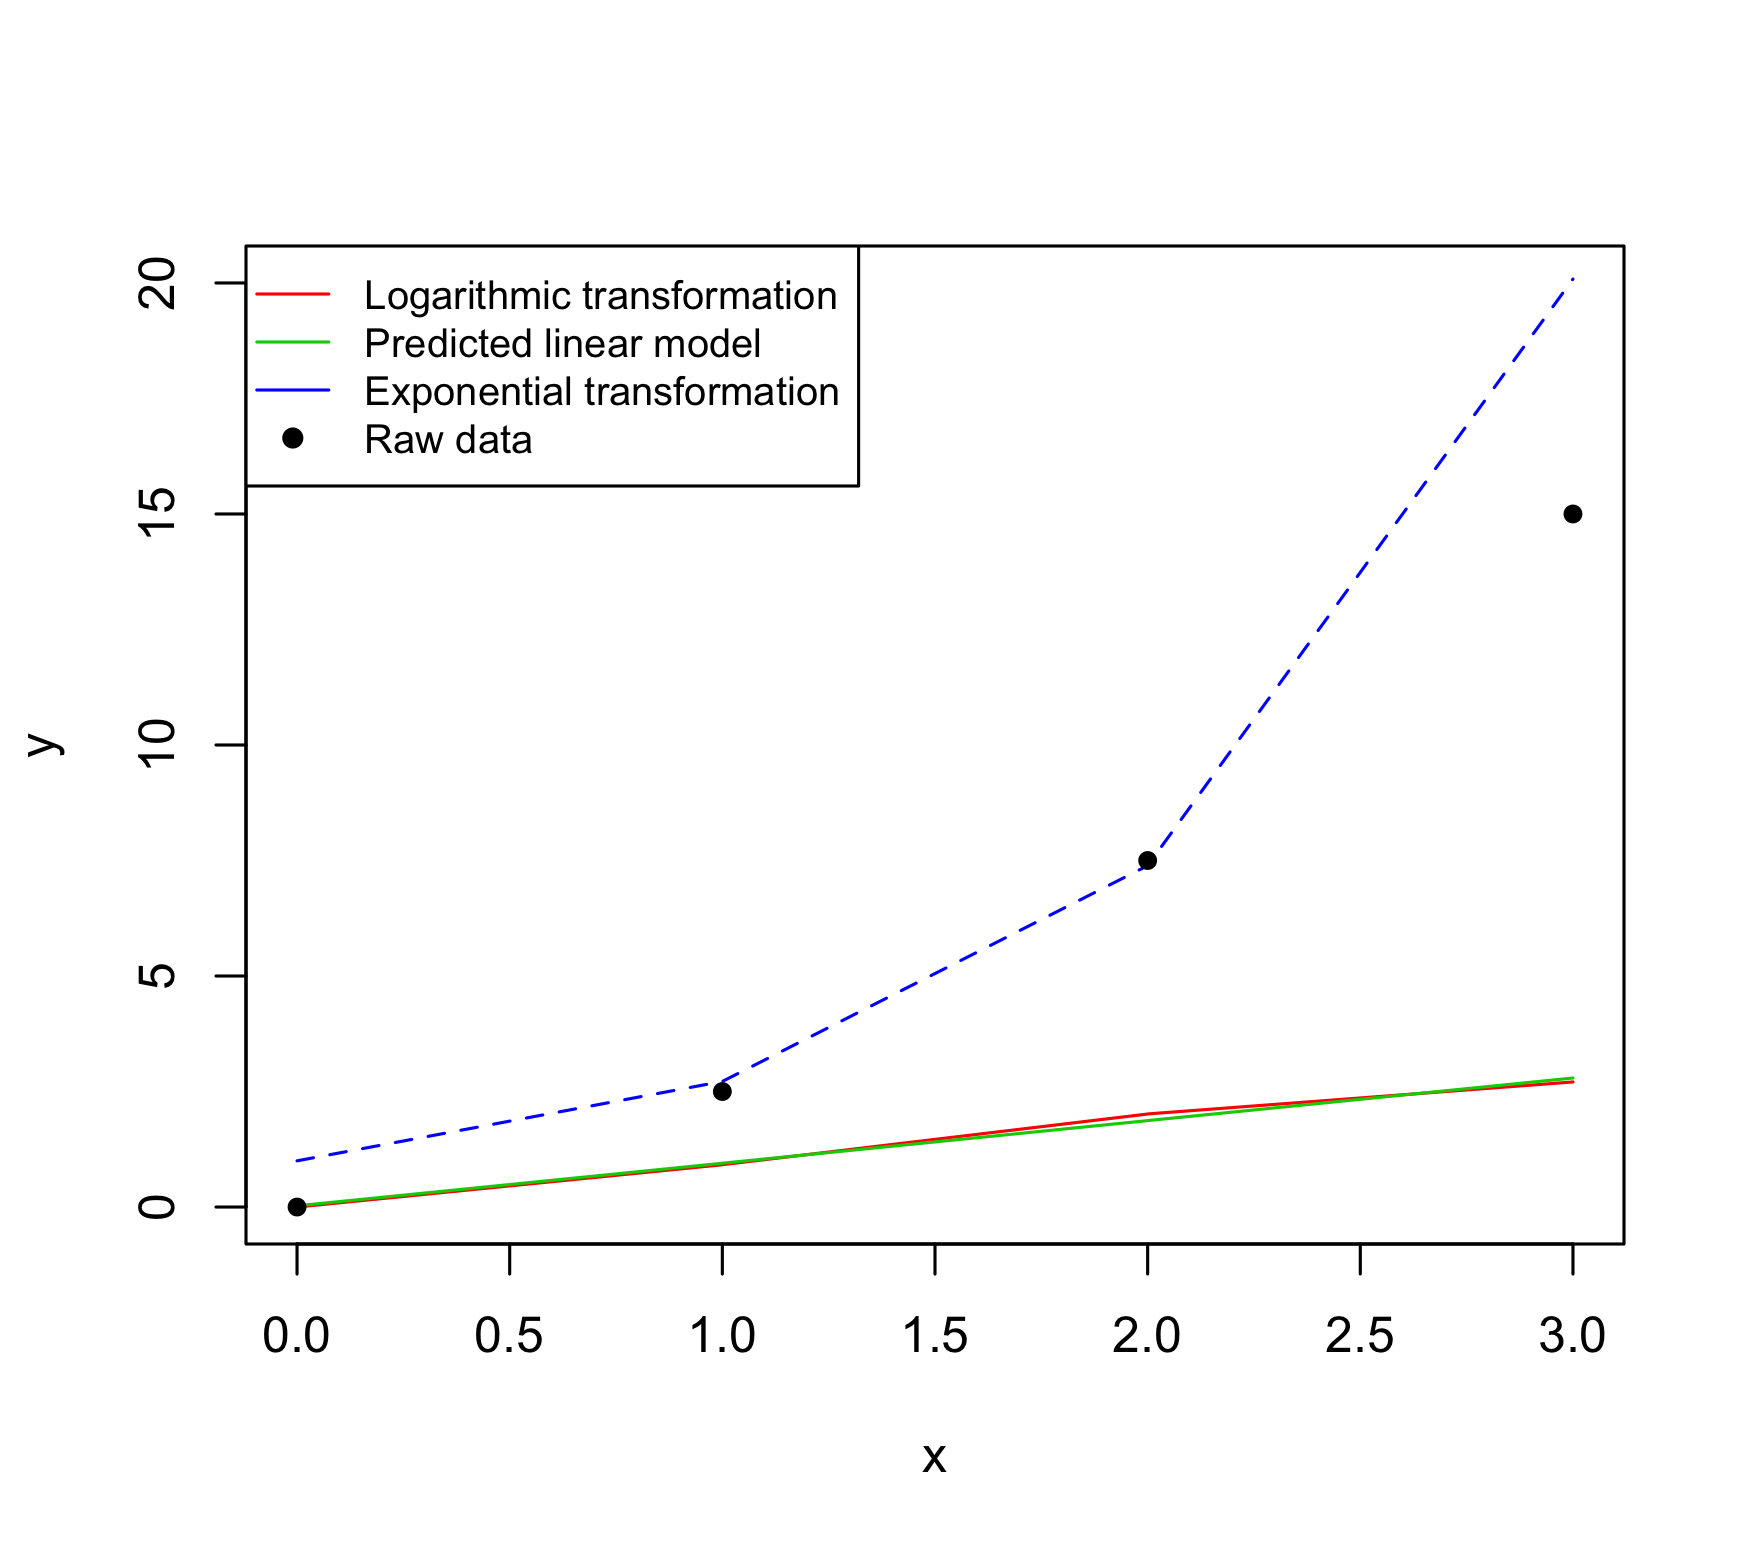 Logarithmic transformation
Predicted linear model
Exponential transformation
Raw data
20
15
10
5
0
y
0.0 0.5 1.0 1.5 2.0 2.5 3.0
x